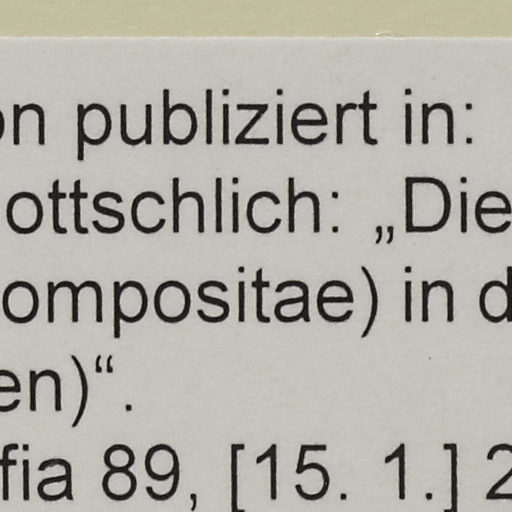 on publiziert in:
ottschlich: „Die
ompositae) in d
en)“.
fia 89, [15. 1.] 2